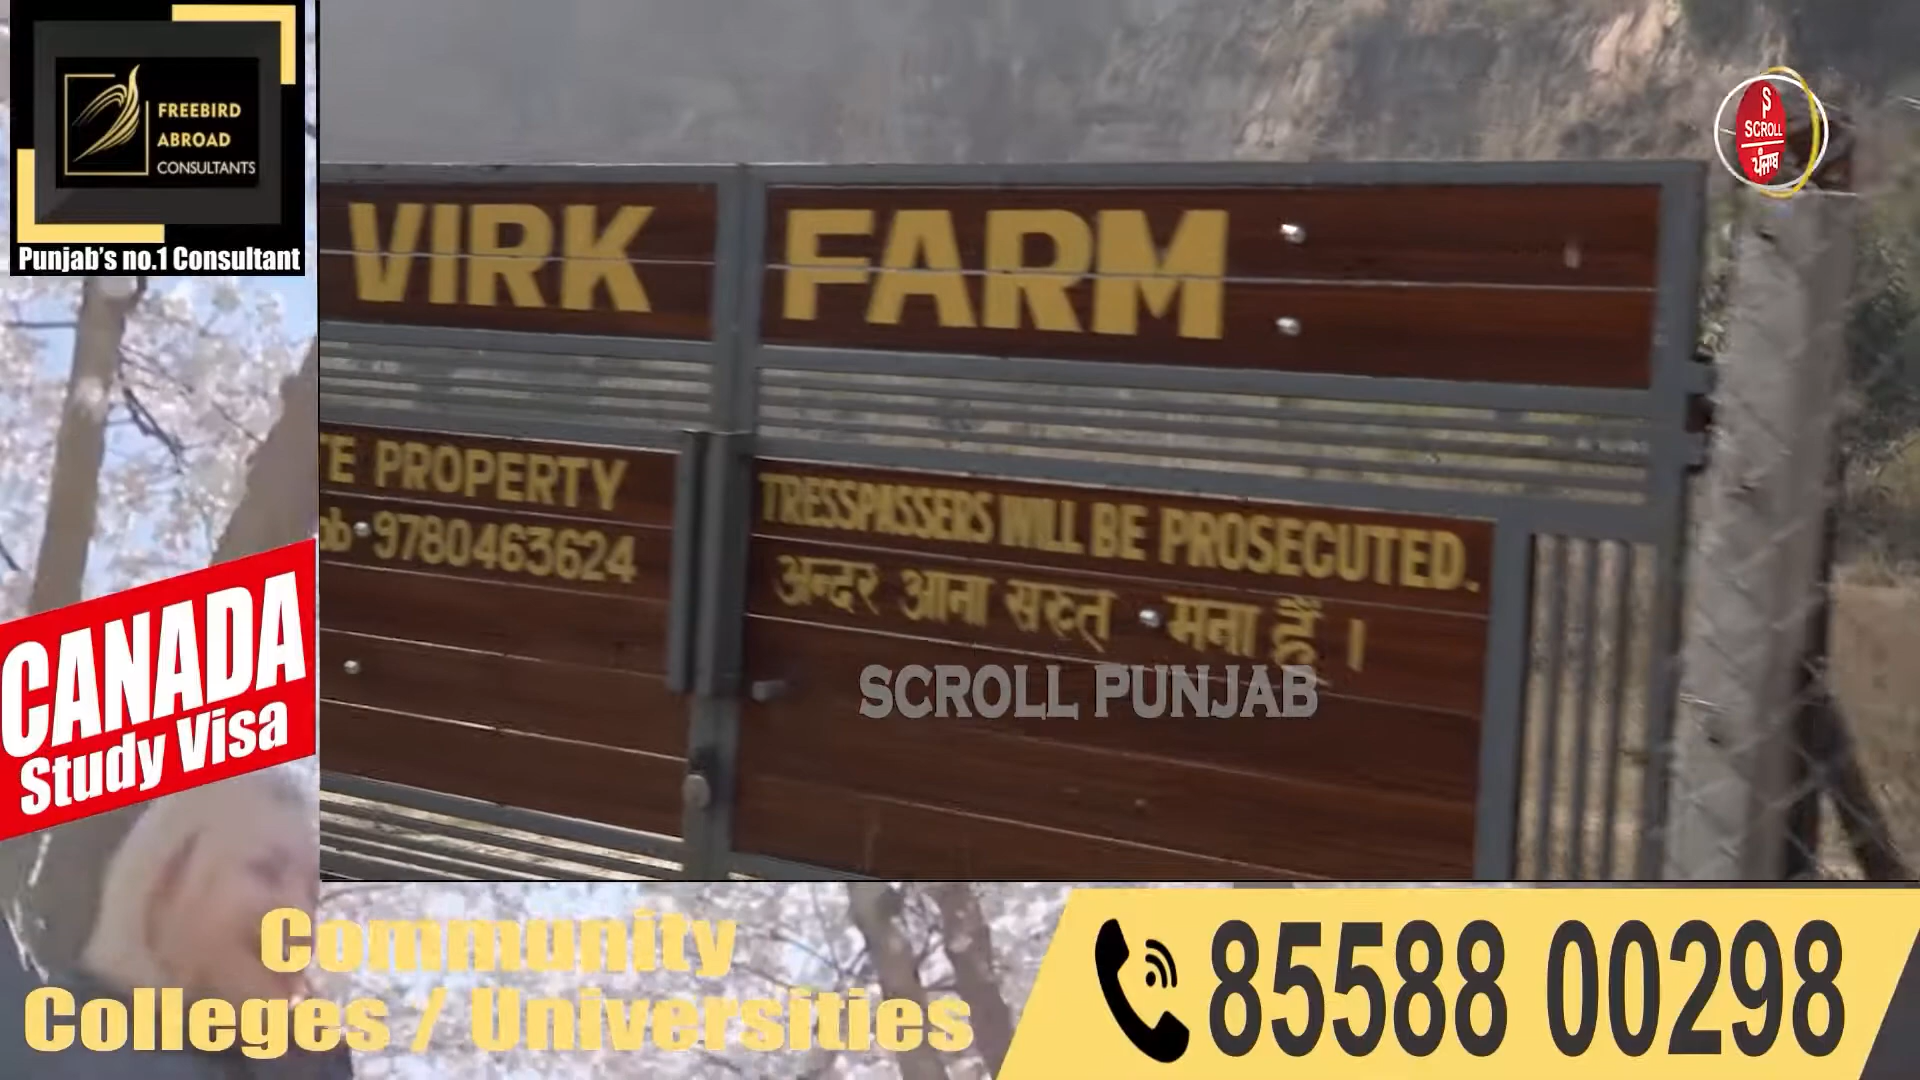 FREEBIRD
ABROAD
CONSULTANTS
Punjab's no.1 Consultant
S
P
SCROLL
ਪੰਜਾਬ
VIRK FARM
TE PROPERTY
ob 9780463624
TRESSPASSERS WILL BE PROSECUTED.
अन्दर आना सख्त मना हैं ।
SCROLL PUNJAB
CANADA
Study Visa
Community
Colleges / Universities
85588 00298